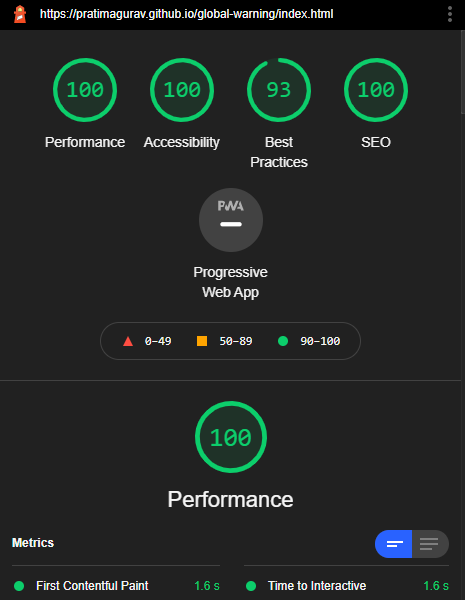 https://pratimagurav.github.io/global-warning/index.html
100 100 93 100
Performance Accessibility Best Practices SEO
PWA
Progressive
Web App
0–49 50–89 90–100
100
Performance
Metrics
First Contentful Paint 1.6 s Time to Interactive 1.6 s